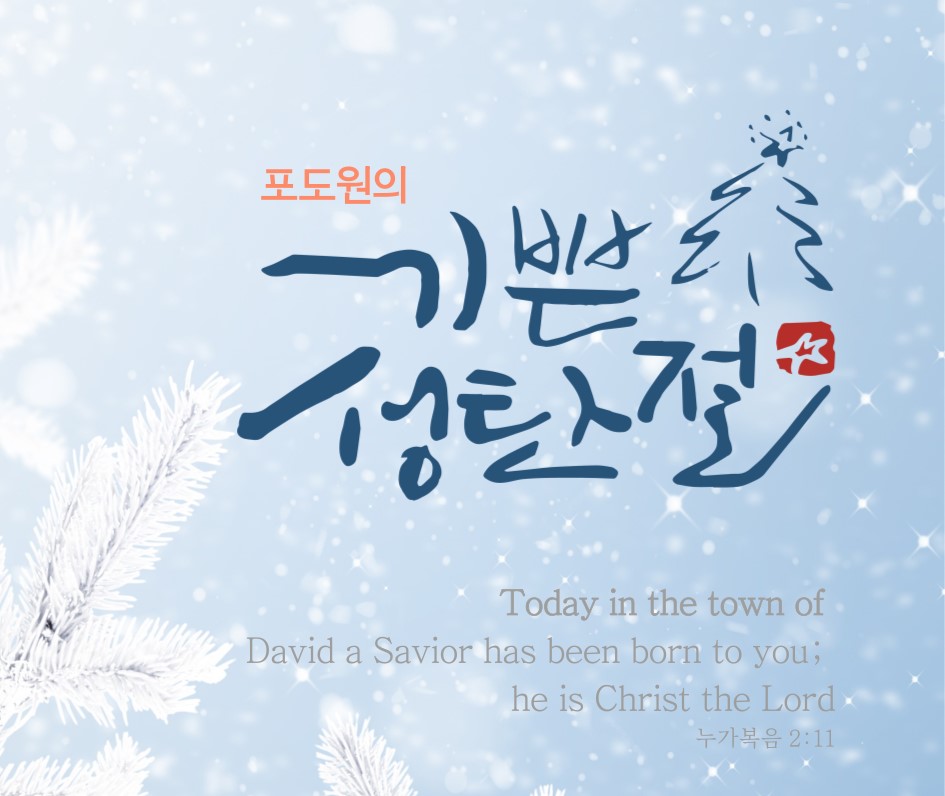 포도원의
기쁜
성탄절
Today in the town of
David a Savior has been born to you;
he is Christ the Lord
누가복음 2:11